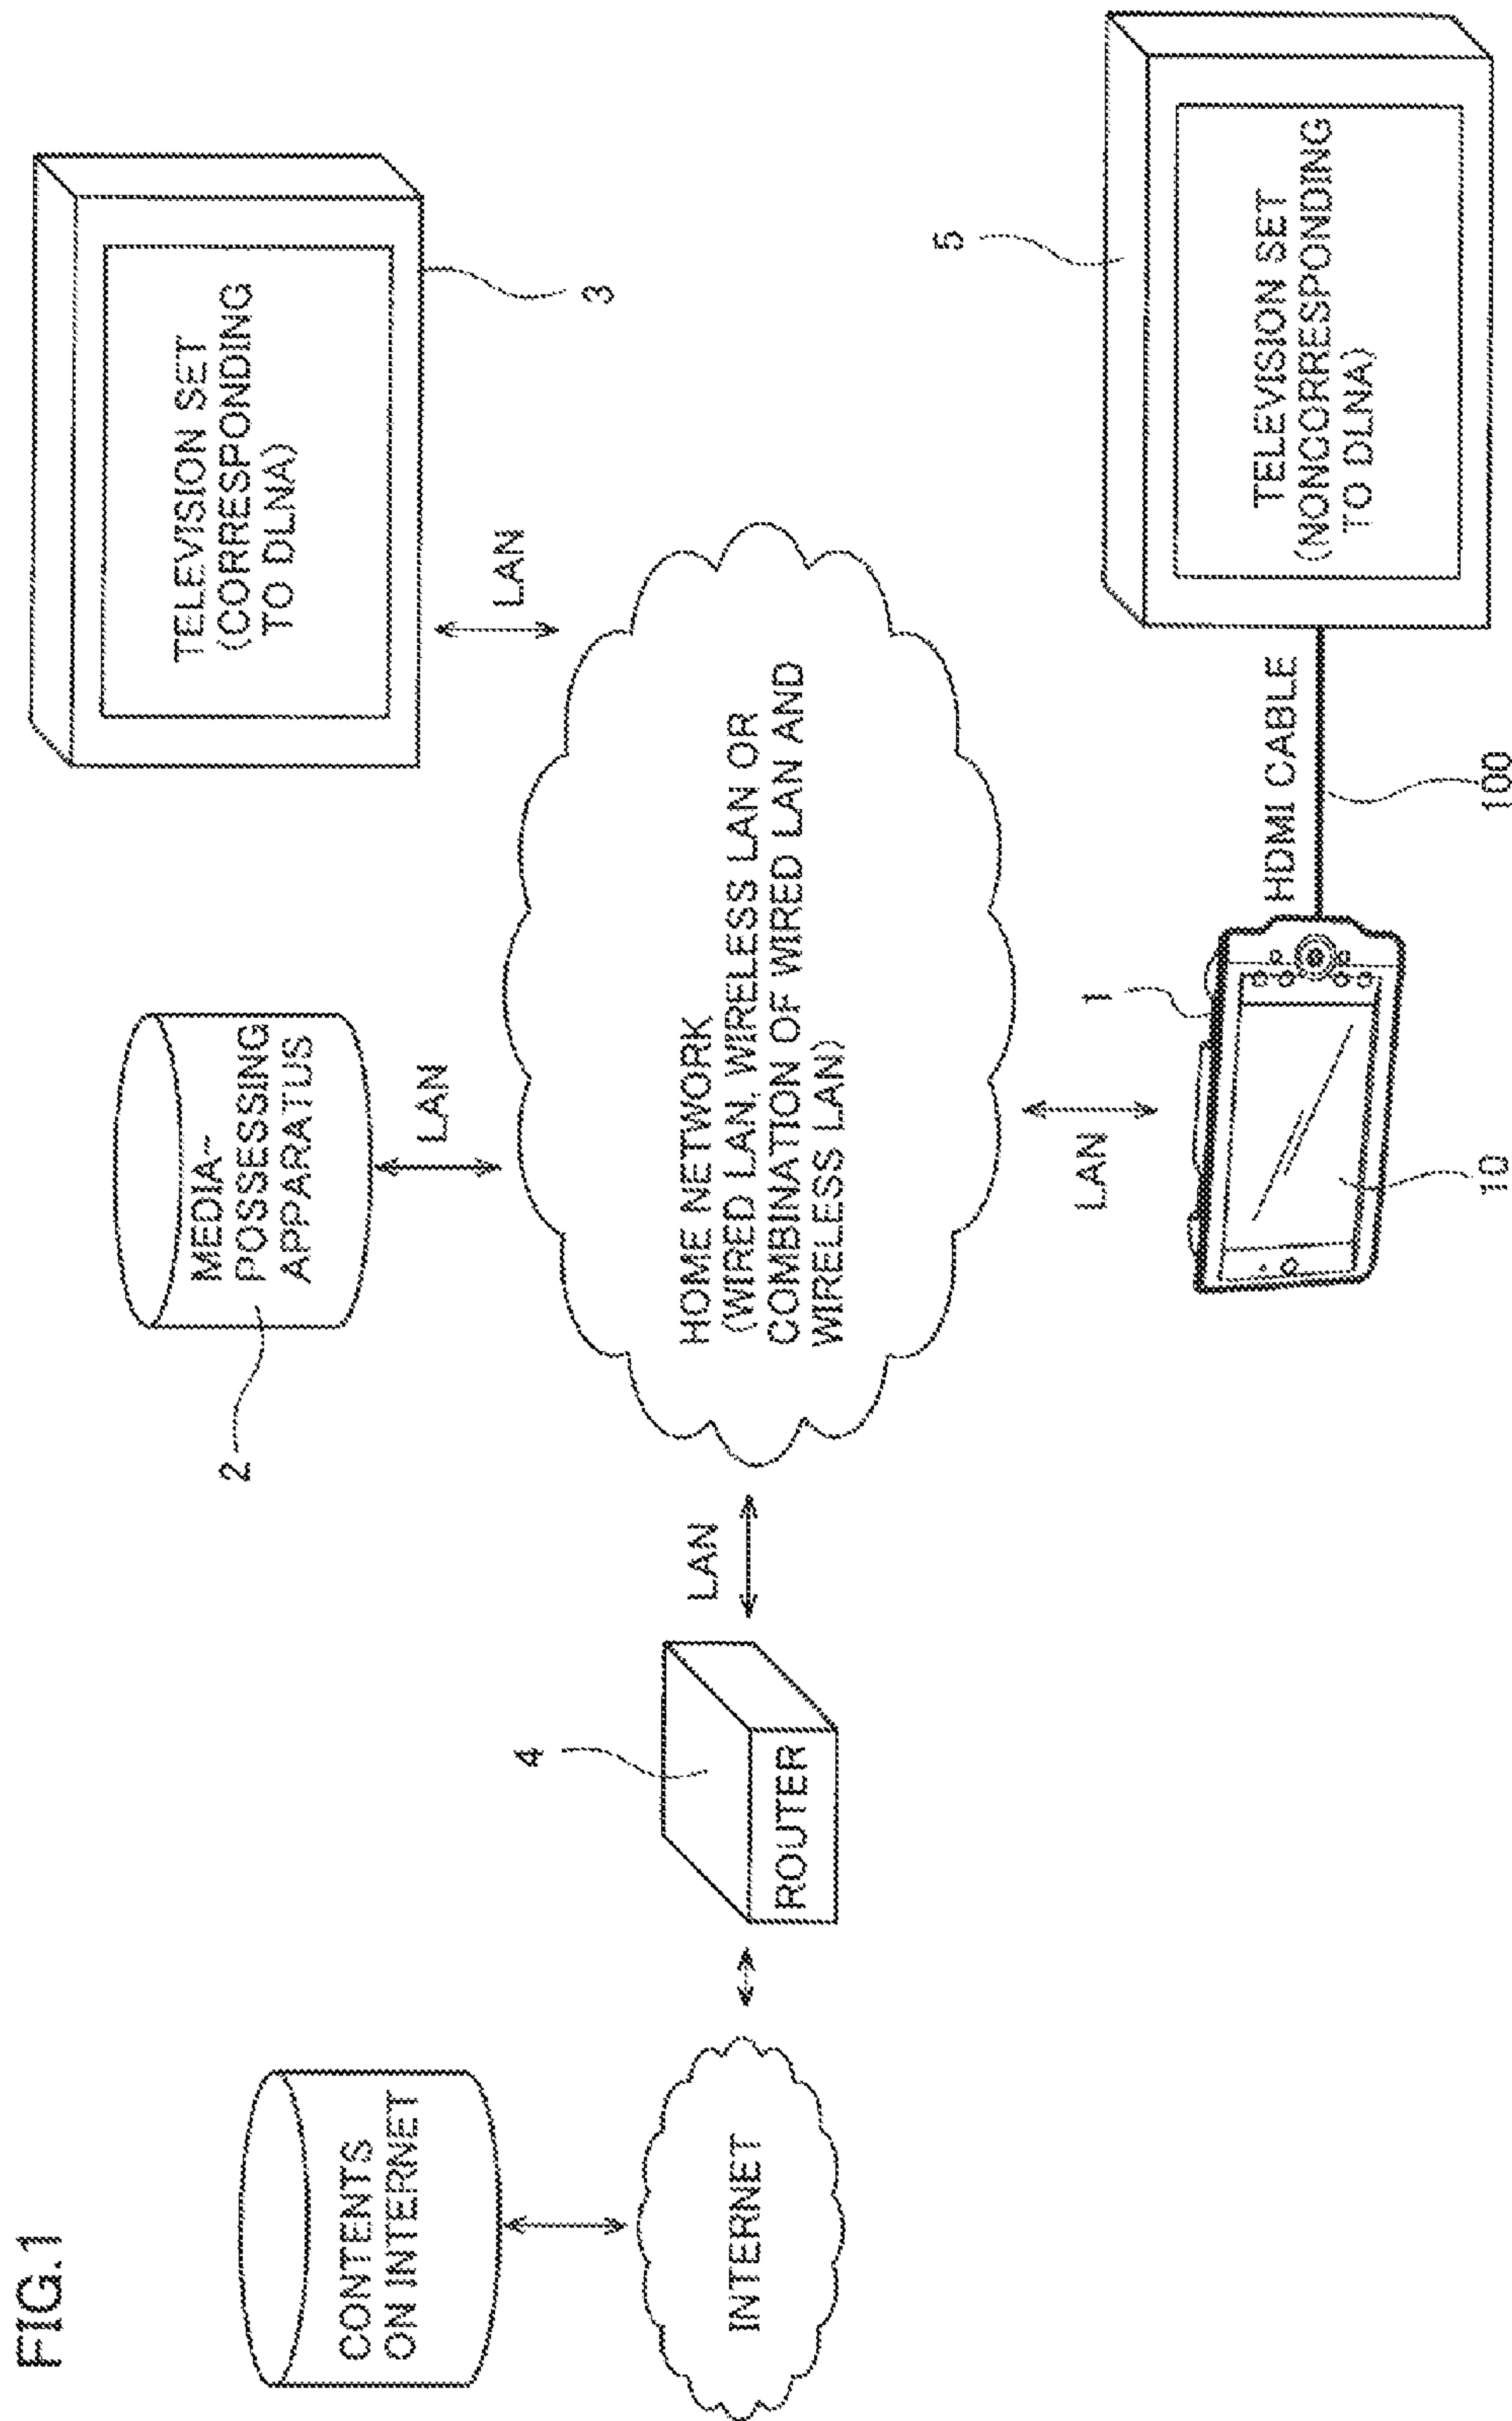 FIG.1
CONTENTS
ON INTERNET
INTERNET
4
ROUTER
LAN
2
MEDIA-
POSSESSING
APPARATUS
LAN
HOME NETWORK
(WIRED LAN, WIRELESS LAN OR
COMBINATION OF WIRED LAN AND
WIRELESS LAN)
TELEVISION SET
(CORRESPONDING
TO DLNA)
3
LAN
LAN
1
10
HDMI CABLE
100
5
TELEVISION SET
(NONCORRESPONDING
TO DLNA)